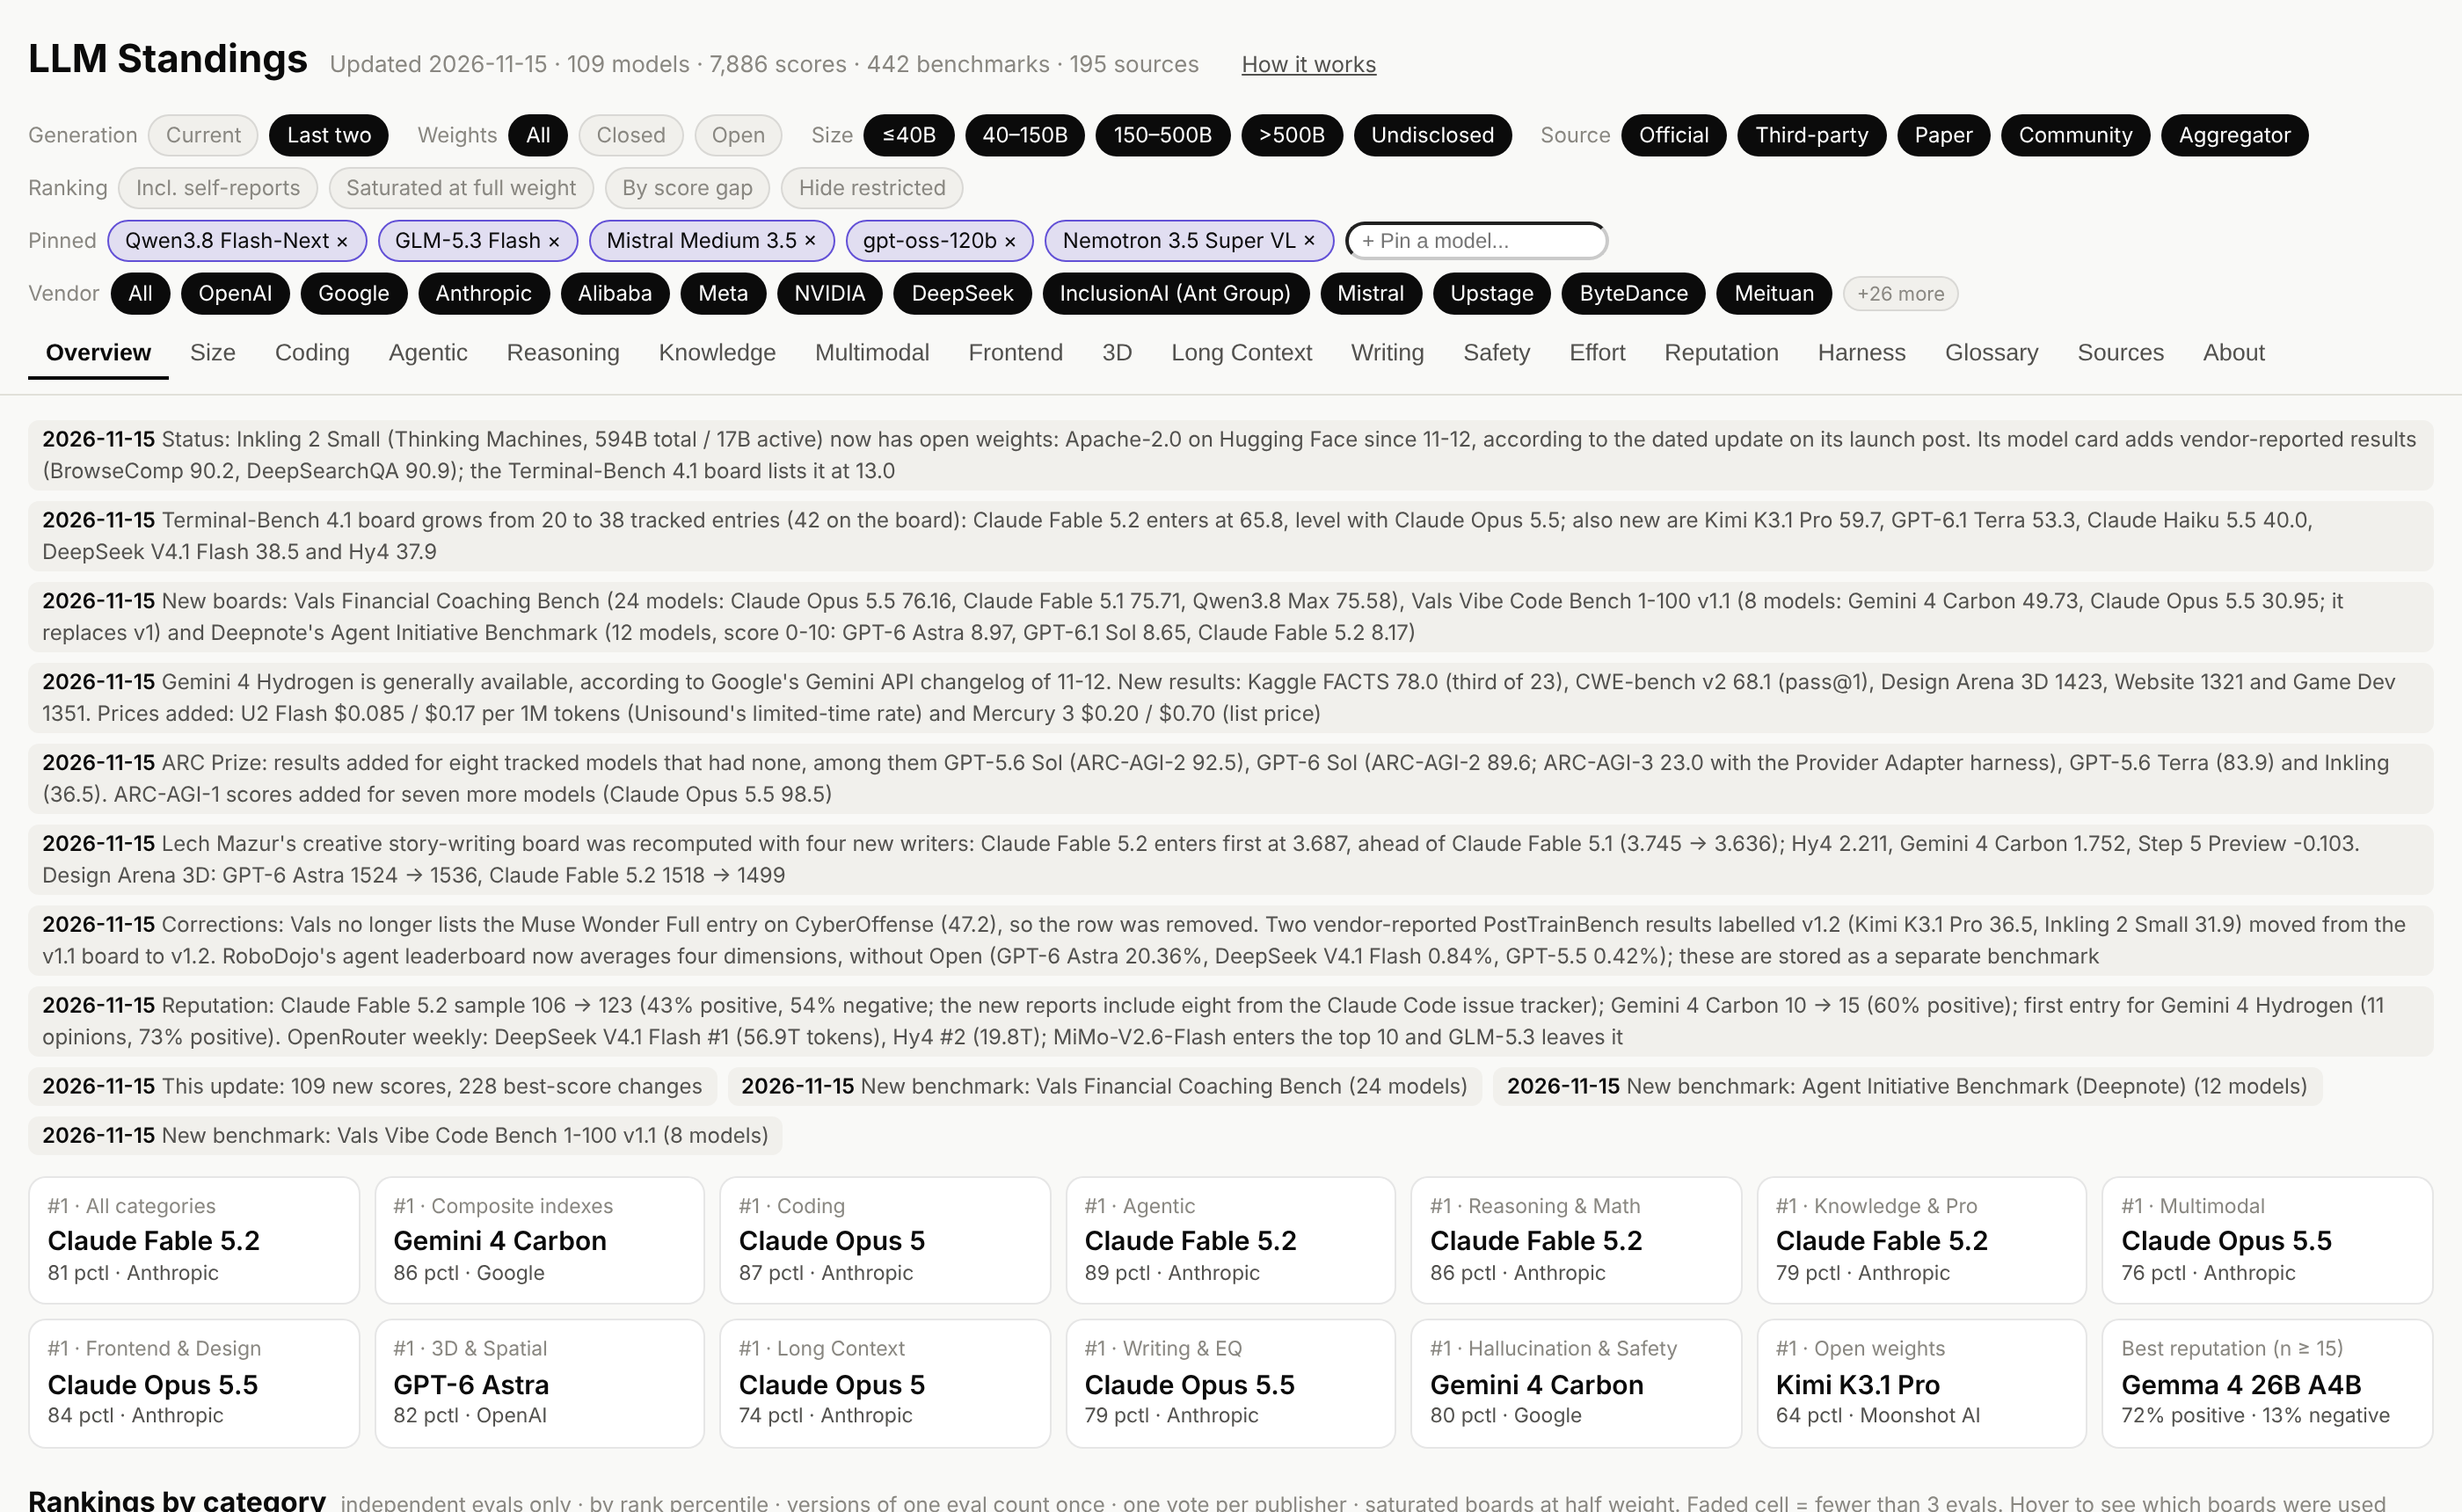 LLM Standings Updated 2026-11-15 · 109 models · 7,886 scores · 442 benchmarks · 195 sources How it works
Generation Current Last two Weights All Closed Open Size ≤40B 40–150B 150–500B >500B Undisclosed Source Official Third-party Paper Community Aggregator
Ranking Incl. self-reports Saturated at full weight By score gap Hide restricted
Pinned Qwen3.8 Flash-Next × GLM-5.3 Flash × Mistral Medium 3.5 × gpt-oss-120b × Nemotron 3.5 Super VL × + Pin a model...
Vendor All OpenAI Google Anthropic Alibaba Meta NVIDIA DeepSeek InclusionAI (Ant Group) Mistral Upstage ByteDance Meituan +26 more
Overview Size Coding Agentic Reasoning Knowledge Multimodal Frontend 3D Long Context Writing Safety Effort Reputation Harness Glossary Sources About
2026-11-15 Status: Inkling 2 Small (Thinking Machines, 594B total / 17B active) now has open weights: Apache-2.0 on Hugging Face since 11-12, according to the dated update on its launch post. Its model card adds vendor-reported results
(BrowseComp 90.2, DeepSearchQA 90.9); the Terminal-Bench 4.1 board lists it at 13.0
2026-11-15 Terminal-Bench 4.1 board grows from 20 to 38 tracked entries (42 on the board): Claude Fable 5.2 enters at 65.8, level with Claude Opus 5.5; also new are Kimi K3.1 Pro 59.7, GPT-6.1 Terra 53.3, Claude Haiku 5.5 40.0,
DeepSeek V4.1 Flash 38.5 and Hy4 37.9
2026-11-15 New boards: Vals Financial Coaching Bench (24 models: Claude Opus 5.5 76.16, Claude Fable 5.1 75.71, Qwen3.8 Max 75.58), Vals Vibe Code Bench 1-100 v1.1 (8 models: Gemini 4 Carbon 49.73, Claude Opus 5.5 30.95; it
replaces v1) and Deepnote's Agent Initiative Benchmark (12 models, score 0-10: GPT-6 Astra 8.97, GPT-6.1 Sol 8.65, Claude Fable 5.2 8.17)
2026-11-15 Gemini 4 Hydrogen is generally available, according to Google's Gemini API changelog of 11-12. New results: Kaggle FACTS 78.0 (third of 23), CWE-bench v2 68.1 (pass@1), Design Arena 3D 1423, Website 1321 and Game Dev
1351. Prices added: U2 Flash $0.085 / $0.17 per 1M tokens (Unisound's limited-time rate) and Mercury 3 $0.20 / $0.70 (list price)
2026-11-15 ARC Prize: results added for eight tracked models that had none, among them GPT-5.6 Sol (ARC-AGI-2 92.5), GPT-6 Sol (ARC-AGI-2 89.6; ARC-AGI-3 23.0 with the Provider Adapter harness), GPT-5.6 Terra (83.9) and Inkling
(36.5). ARC-AGI-1 scores added for seven more models (Claude Opus 5.5 98.5)
2026-11-15 Lech Mazur's creative story-writing board was recomputed with four new writers: Claude Fable 5.2 enters first at 3.687, ahead of Claude Fable 5.1 (3.745 → 3.636); Hy4 2.211, Gemini 4 Carbon 1.752, Step 5 Preview -0.103.
Design Arena 3D: GPT-6 Astra 1524 → 1536, Claude Fable 5.2 1518 → 1499
2026-11-15 Corrections: Vals no longer lists the Muse Wonder Full entry on CyberOffense (47.2), so the row was removed. Two vendor-reported PostTrainBench results labelled v1.2 (Kimi K3.1 Pro 36.5, Inkling 2 Small 31.9) moved from the
v1.1 board to v1.2. RoboDojo's agent leaderboard now averages four dimensions, without Open (GPT-6 Astra 20.36%, DeepSeek V4.1 Flash 0.84%, GPT-5.5 0.42%); these are stored as a separate benchmark
2026-11-15 Reputation: Claude Fable 5.2 sample 106 → 123 (43% positive, 54% negative; the new reports include eight from the Claude Code issue tracker); Gemini 4 Carbon 10 → 15 (60% positive); first entry for Gemini 4 Hydrogen (11
opinions, 73% positive). OpenRouter weekly: DeepSeek V4.1 Flash #1 (56.9T tokens), Hy4 #2 (19.8T); MiMo-V2.6-Flash enters the top 10 and GLM-5.3 leaves it
2026-11-15 This update: 109 new scores, 228 best-score changes 2026-11-15 New benchmark: Vals Financial Coaching Bench (24 models) 2026-11-15 New benchmark: Agent Initiative Benchmark (Deepnote) (12 models)
2026-11-15 New benchmark: Vals Vibe Code Bench 1-100 v1.1 (8 models)
#1 · All categories
Claude Fable 5.2
81 pctl · Anthropic
#1 · Composite indexes
Gemini 4 Carbon
86 pctl · Google
#1 · Coding
Claude Opus 5
87 pctl · Anthropic
#1 · Agentic
Claude Fable 5.2
89 pctl · Anthropic
#1 · Reasoning & Math
Claude Fable 5.2
86 pctl · Anthropic
#1 · Knowledge & Pro
Claude Fable 5.2
79 pctl · Anthropic
#1 · Multimodal
Claude Opus 5.5
76 pctl · Anthropic
#1 · Frontend & Design
Claude Opus 5.5
84 pctl · Anthropic
#1 · 3D & Spatial
GPT-6 Astra
82 pctl · OpenAI
#1 · Long Context
Claude Opus 5
74 pctl · Anthropic
#1 · Writing & EQ
Claude Opus 5.5
79 pctl · Anthropic
#1 · Hallucination & Safety
Gemini 4 Carbon
80 pctl · Google
#1 · Open weights
Kimi K3.1 Pro
64 pctl · Moonshot AI
Best reputation (n ≥ 15)
Gemma 4 26B A4B
72% positive · 13% negative
Rankings by category independent evals only · by rank percentile · versions of one eval count once · one vote per publisher · saturated boards at half weight. Faded cell = fewer than 3 evals. Hover to see which boards were used